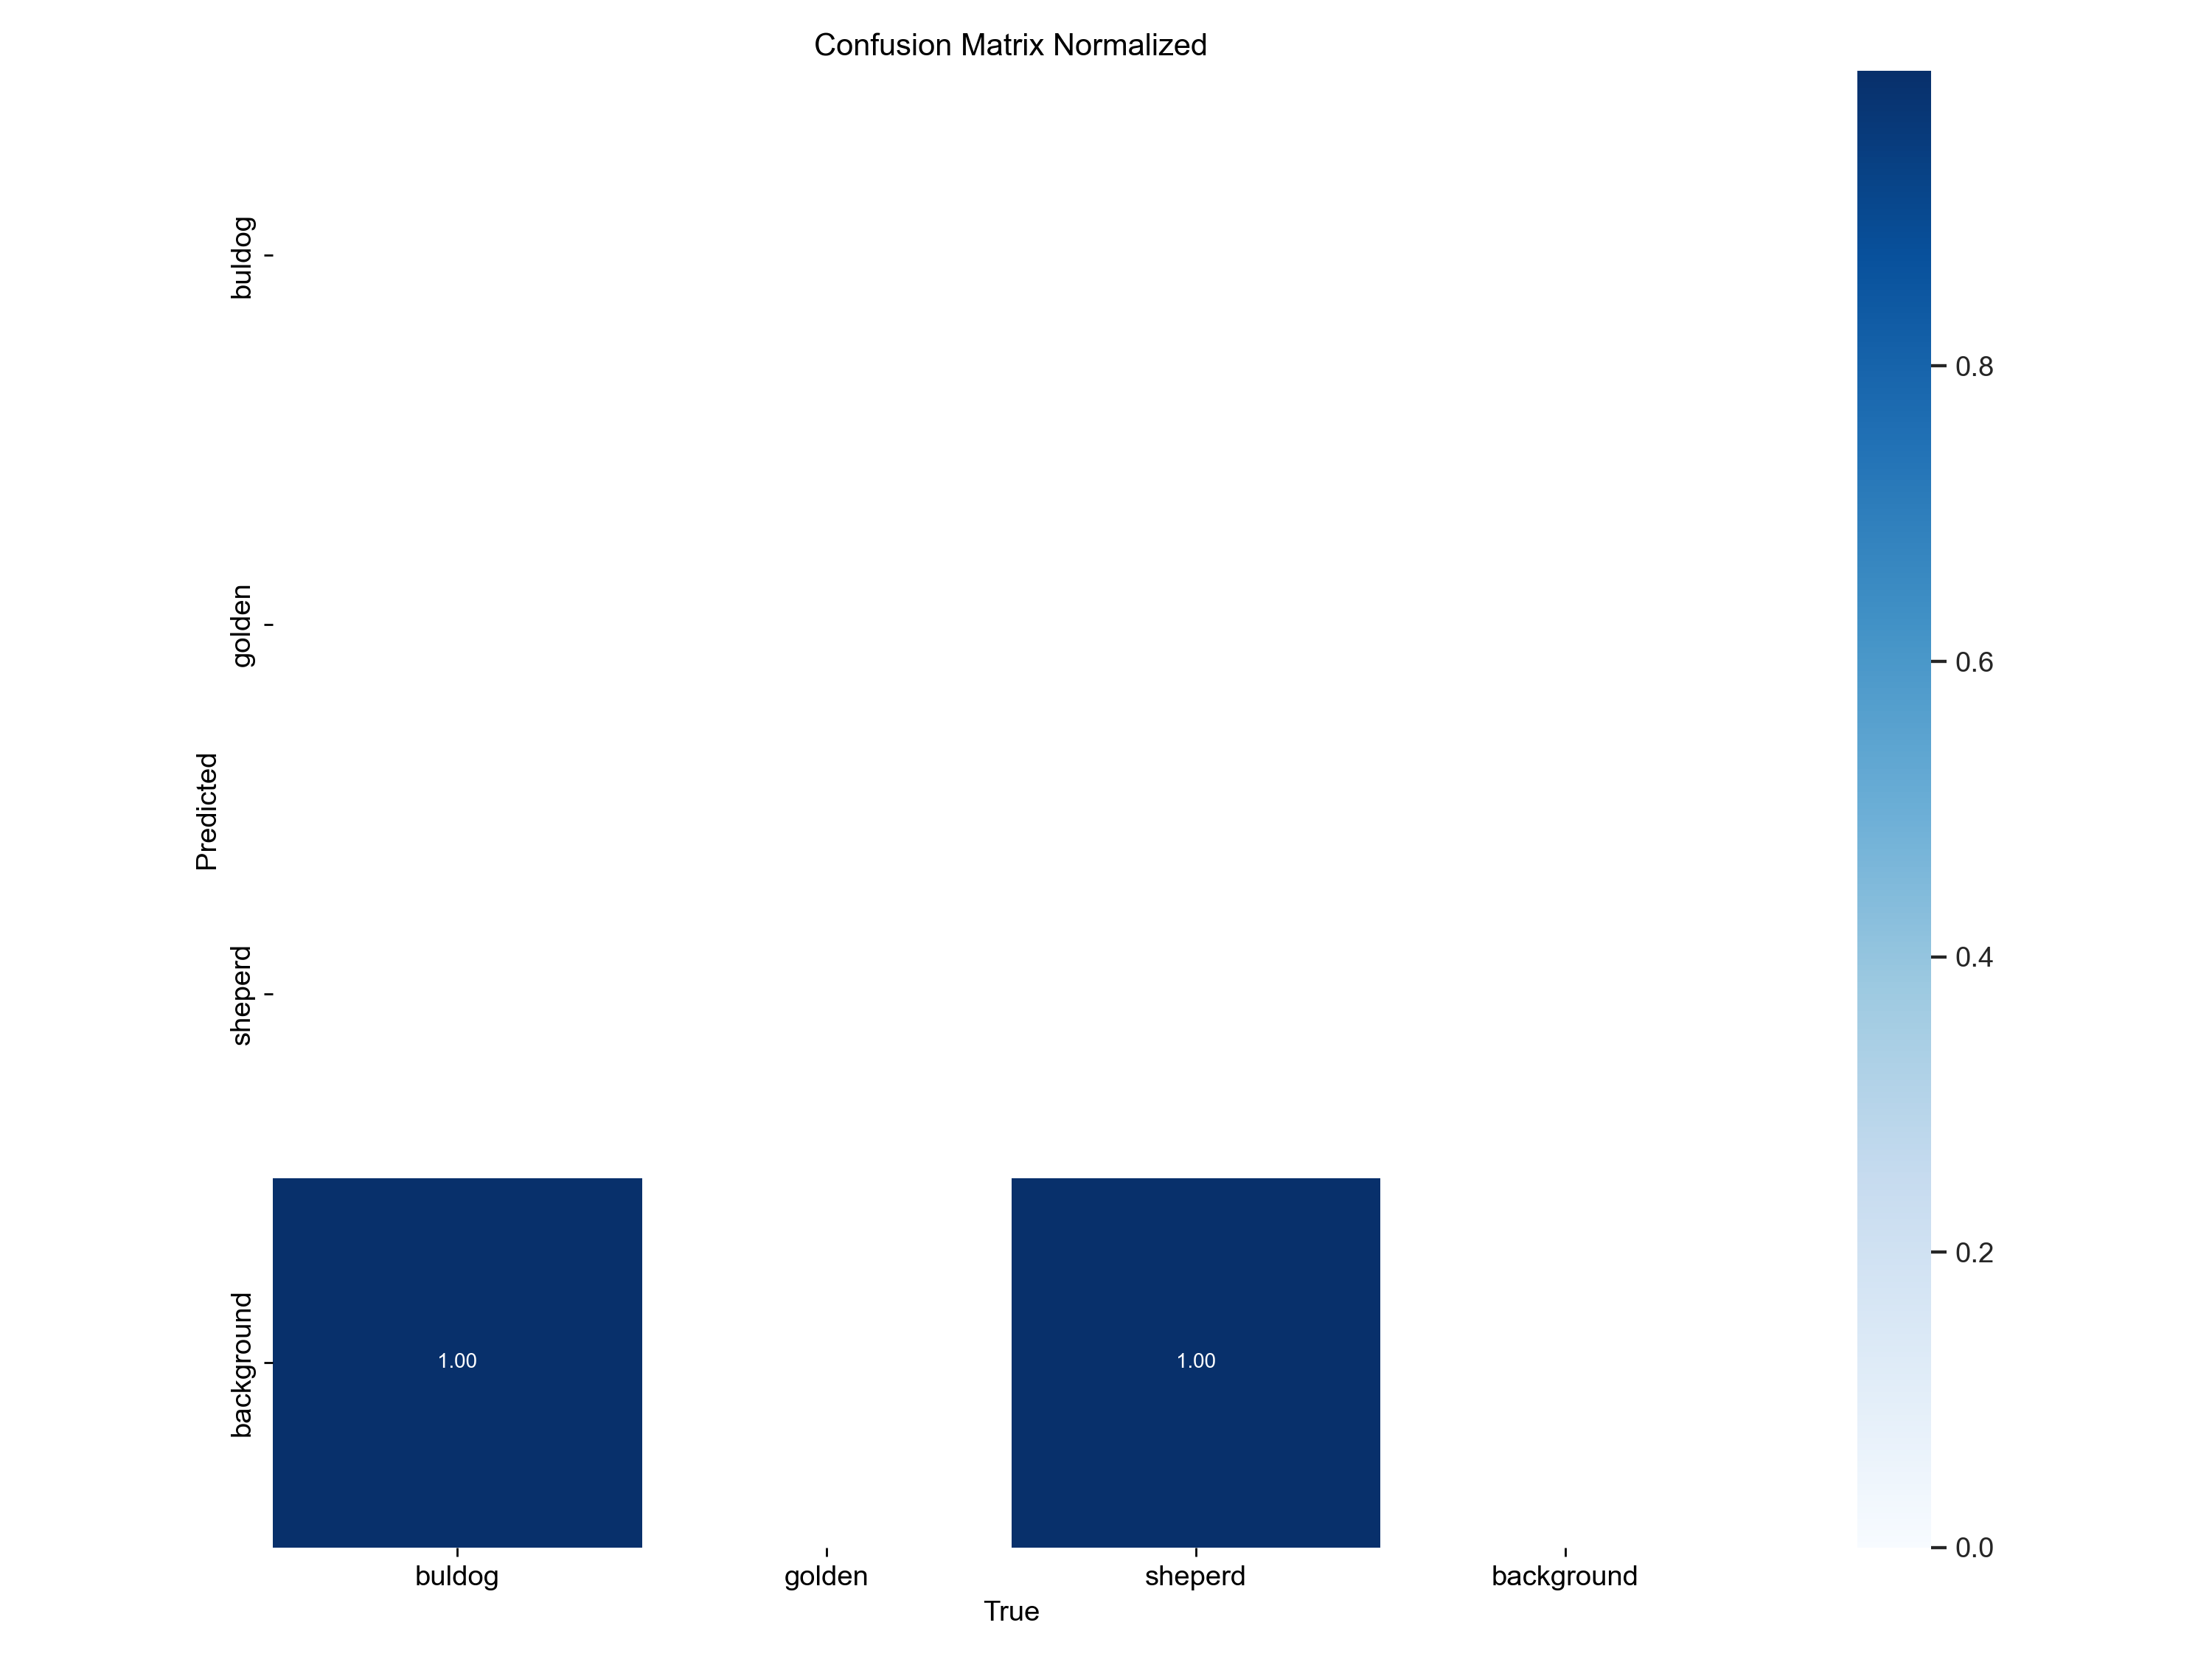 Confusion Matrix Normalized
buldog
golden
sheperd
background
Predicted
1.00
1.00
buldog
golden
sheperd
background
True
0.8
0.6
0.4
0.2
0.0